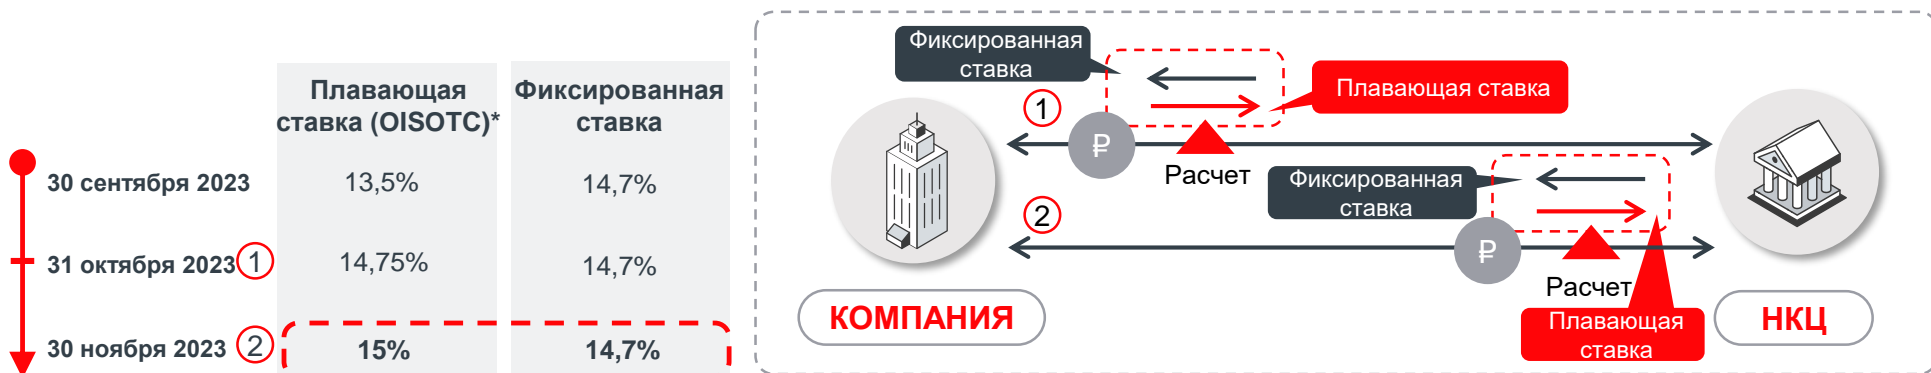 Плавающая
ставка (OISOTC)*
Фиксированная
ставка
30 сентября 2023
13,5%
14,7%
31 октября 2023
1
14,75%
14,7%
30 ноября 2023
2
15%
14,7%
Фиксированная
ставка
Плавающая ставка
1
₽
Расчет
Фиксированная
ставка
2
₽
Расчет
Плавающая
ставка
КОМПАНИЯ
НКЦ